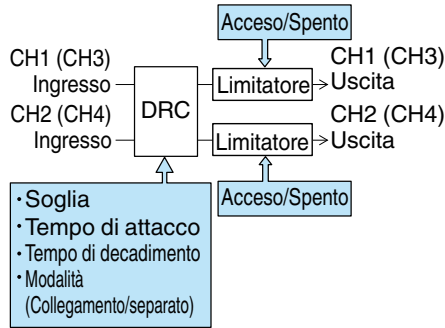 Acceso/Spento
CH1 (CH3)
Ingresso
CH2 (CH4)
Ingresso
DRC
Limitatore
Limitatore
CH1 (CH3)
Uscita
CH2 (CH4)
Uscita
Acceso/Spento
· Soglia
· Tempo di attacco
· Tempo di decadimento
· Modalità
(Collegamento/separato)